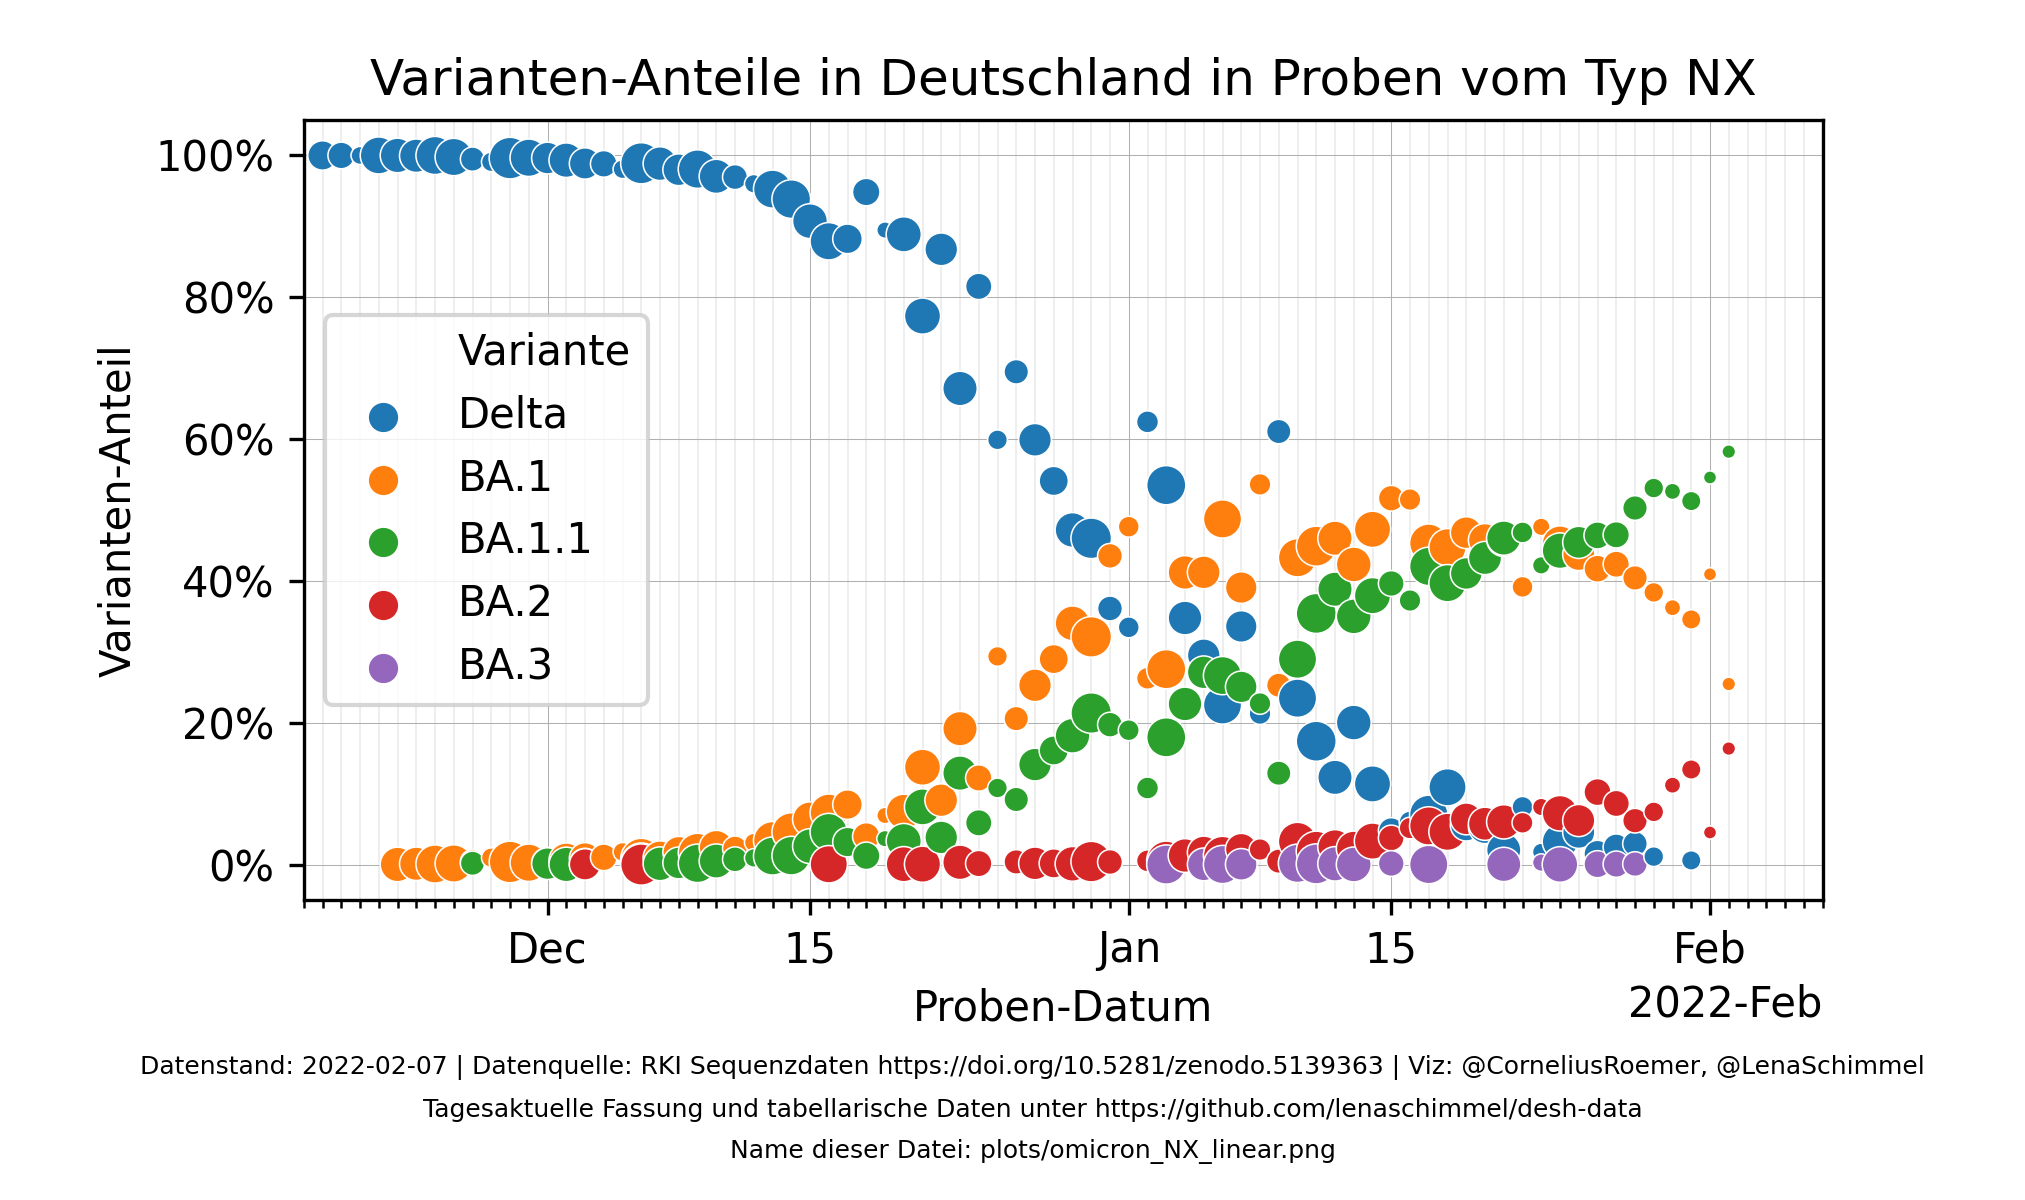 Varianten-Anteile in Deutschland in Proben vom Typ NX
100%
80%
60%
40%
20%
0%
Varianten-Anteil
Variante
Delta
BA.1
BA.1.1
BA.2
BA.3
Dec
15
Jan
15
Feb
Proben-Datum
2022-Feb
Datenstand: 2022-02-07 | Datenquelle: RKI Sequenzdaten https://doi.org/10.5281/zenodo.5139363 | Viz: @CorneliusRoemer, @LenaSchimmel
Tagesaktuelle Fassung und tabellarische Daten unter https://github.com/lenaschimmel/desh-data
Name dieser Datei: plots/omicron_NX_linear.png